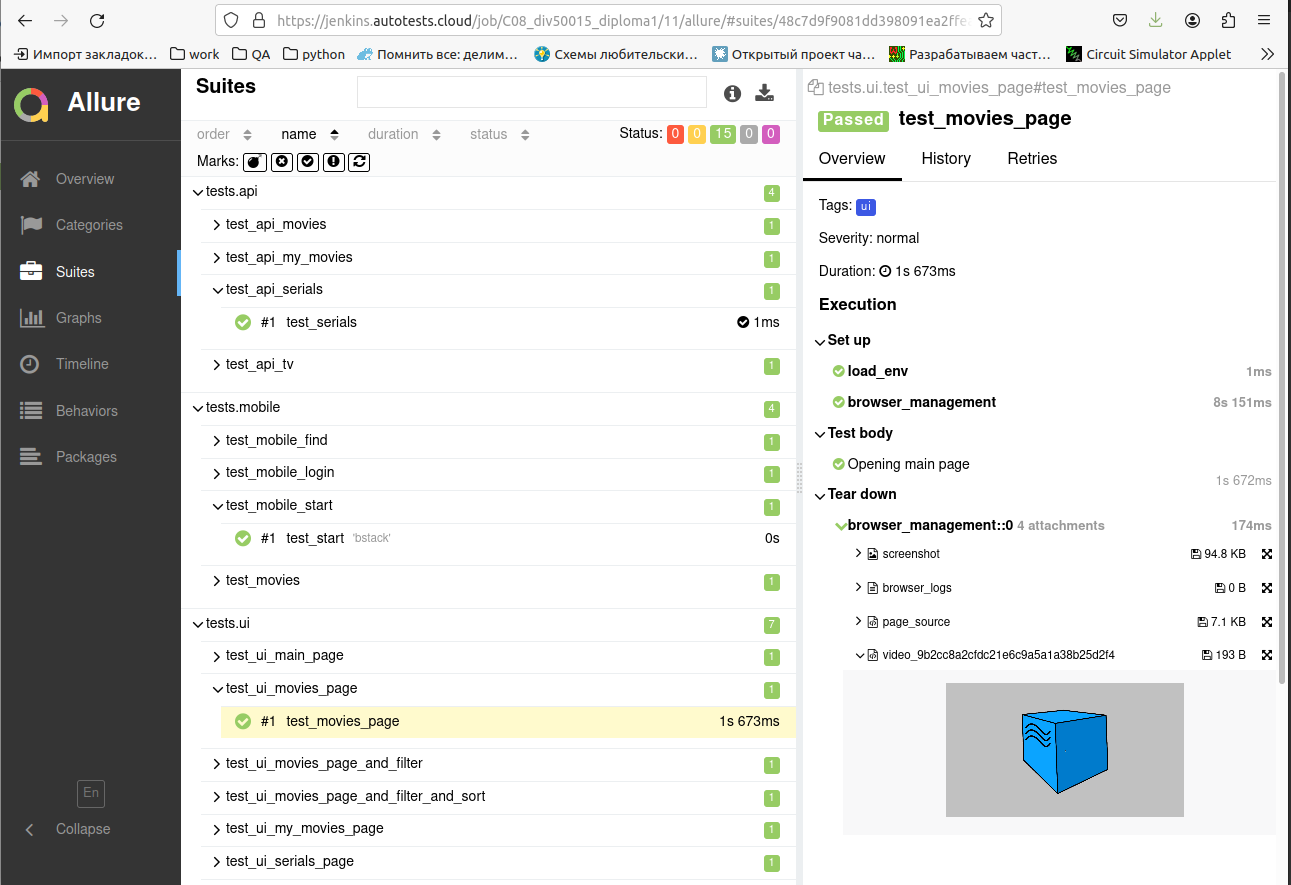 https://jenkins.autotests.cloud/job/C08_div50015_diploma1/11/allure/#suites/48c7d9f9081dd398091ea2ffe
Импорт закладок…
work
QA
python
Помнить все: делим…
Схемы любительски…
Открытый проект ча…
Разрабатываем част…
Circuit Simulator Applet
Allure
Overview
Categories
Suites
Graphs
Timeline
Behaviors
Packages
En
Collapse
Suites
order name duration status Status: 0 0 15 0 0
Marks:
tests.api 4
test_api_movies 1
test_api_my_movies 1
test_api_serials 1
#1 test_serials 1ms
test_api_tv 1
tests.mobile 4
test_mobile_find 1
test_mobile_login 1
test_mobile_start 1
#1 test_start 'bstack' 0s
test_movies 1
tests.ui 7
test_ui_main_page 1
test_ui_movies_page 1
#1 test_movies_page 1s 673ms
test_ui_movies_page_and_filter 1
test_ui_movies_page_and_filter_and_sort 1
test_ui_my_movies_page 1
test_ui_serials_page 1
tests.ui.test_ui_movies_page#test_movies_page
Passed test_movies_page
Overview History Retries
Tags: ui
Severity: normal
Duration: 1s 673ms
Execution
Set up
load_env 1ms
browser_management 8s 151ms
Test body
Opening main page 1s 672ms
Tear down
browser_management::0 4 attachments 174ms
screenshot 94.8 KB
browser_logs 0 B
page_source 7.1 KB
video_9b2cc8a2cfdc21e6c9a5a1a38b25d2f4 193 B